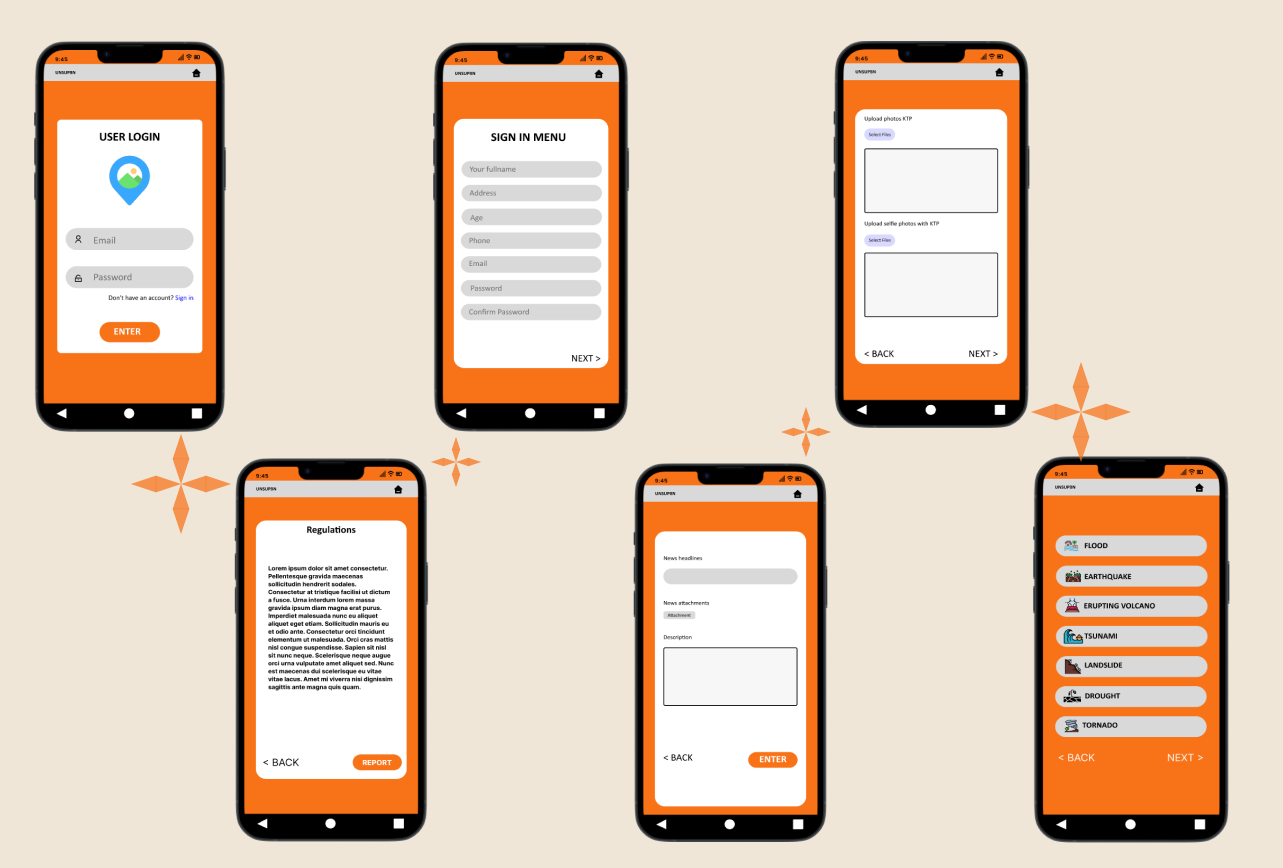 9:45
UNSUPBN
USER LOGIN
Email
Password
Don't have an account? Sign in
ENTER
9:45
UNSUPBN
SIGN IN MENU
Your fullname
Address
Age
Phone
Email
Password
Confirm Password
NEXT >
9:45
UNSUPBN
Upload photos KTP
Select Files
Upload selfie photos with KTP
Select Files
< BACK
NEXT >
9:45
UNSUPBN
Regulations
Lorem ipsum dolor sit amet consectetur.
Pellentesque gravida maecenas
sollicitudin hendrerit sodales.
Consectetur at tristique facilisi ut dictum
a fusce. Urna interdum lorem massa
gravida ipsum diam magna erat purus.
Imperdiet malesuada nunc eu aliquet
aliquet eget etiam. Sollicitudin mauris eu
et odio ante. Consectetur orci tincidunt
elementum ut malesuada. Orci cras mattis
nisl congue suspendisse. Sapien sit nisl
sit nunc neque. Scelerisque neque augue
orci urna vulputate amet aliquet sed. Nunc
est maecenas dui scelerisque eu vitae
vitae lacus. Amet mi viverra nisi dignissim
sagittis ante magna quis quam.
< BACK
REPORT
9:45
UNSUPBN
News headlines
News attachments
Attachment
Description
< BACK
ENTER
9:45
UNSUPBN
FLOOD
EARTHQUAKE
ERUPTING VOLCANO
TSUNAMI
LANDSLIDE
DROUGHT
TORNADO
< BACK
NEXT >